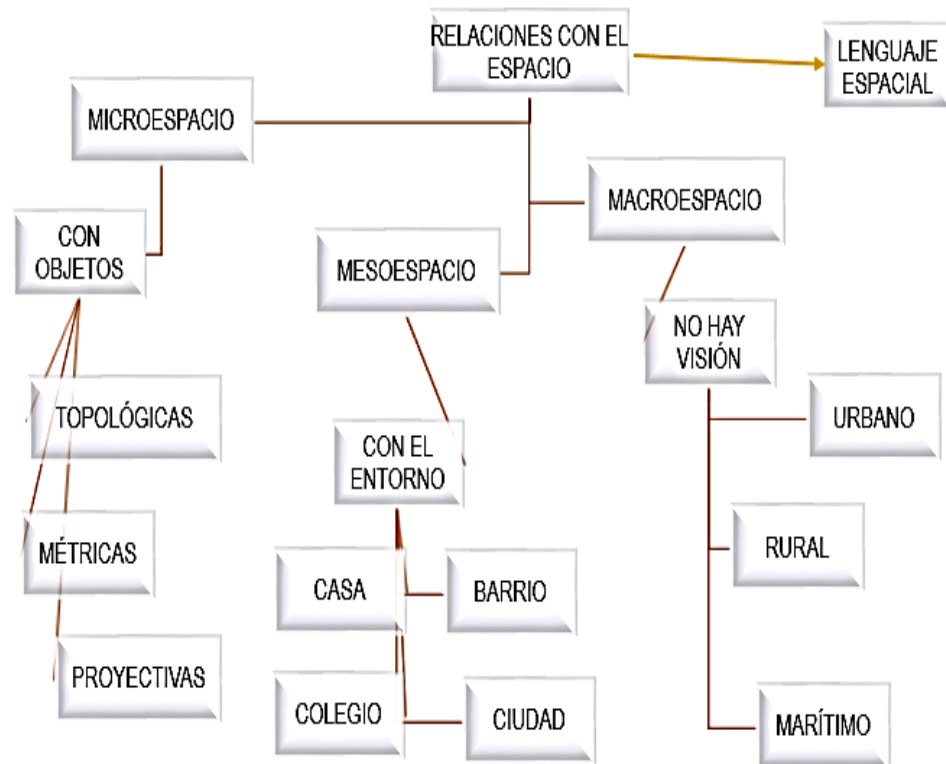 RELACIONES CON EL
ESPACIO
LENGUAJE
ESPACIAL
MICROESPACIO
MACROESPACIO
CON
OBJETOS
MESOESPACIO
NO HAY
VISIÓN
TOPOLÓGICAS
URBANO
CON EL
ENTORNO
MÉTRICAS
RURAL
CASA
BARRIO
PROYECTIVAS
COLEGIO
CIUDAD
MARÍTIMO